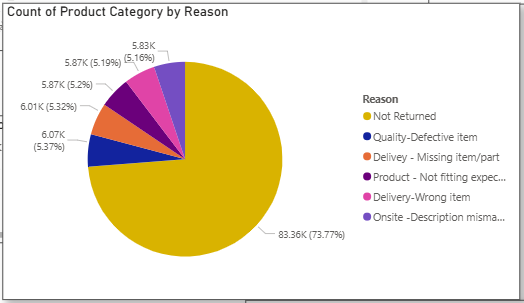 Count of Product Category by Reason
5.83K
(5.16%)
5.87K (5.19%)
5.87K (5.2%)
6.01K (5.32%)
6.07K
(5.37%)
83.36K (73.77%)
Reason
Not Returned
Quality-Defective item
Delivey - Missing item/part
Product - Not fitting expec...
Delivery-Wrong item
Onsite -Description misma...